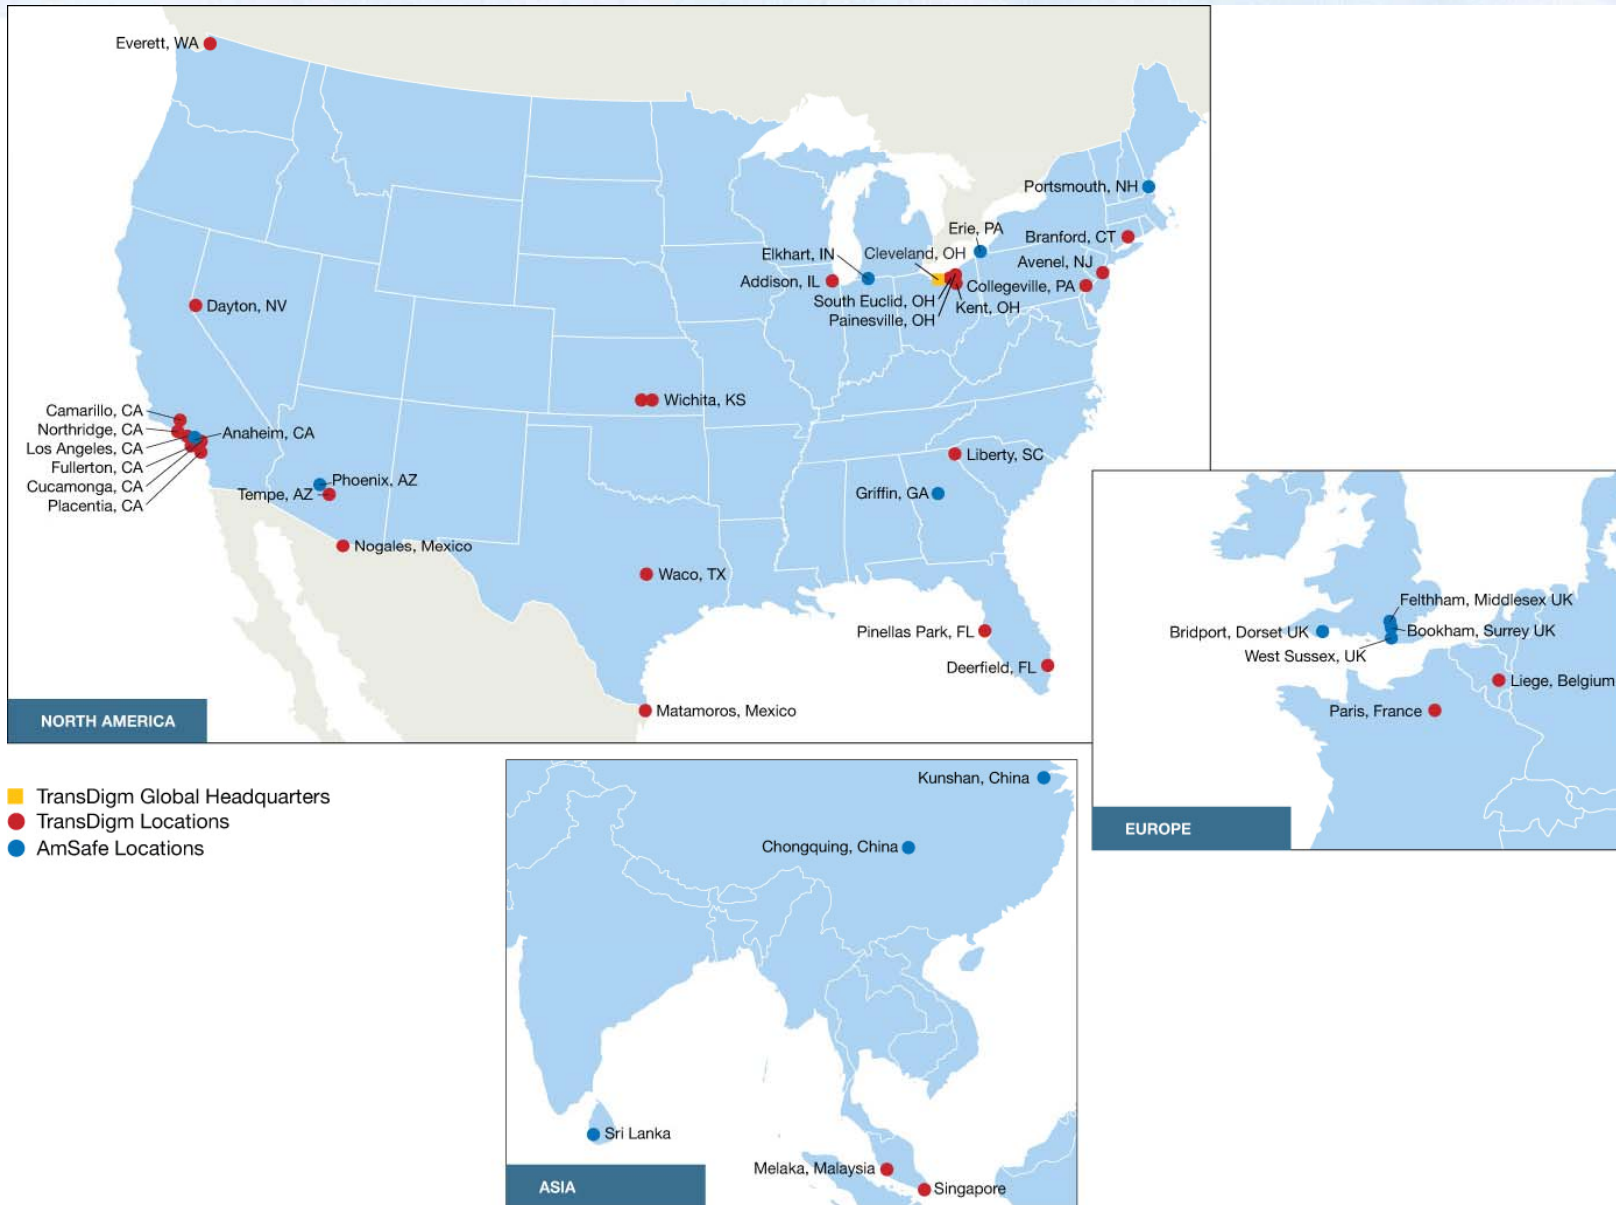 Everett, WA
Portsmouth, NH
Erie, PA
Branford, CT
Elkhart, IN
Cleveland, OH
Avenel, NJ
Addison, IL
Collegeville, PA
South Euclid, OH
Kent, OH
Painesville, OH
Dayton, NV
Wichita, KS
Camarillo, CA
Northridge, CA
Anaheim, CA
Los Angeles, CA
Fullerton, CA
Cucamonga, CA
Placentia, CA
Phoenix, AZ
Tempe, AZ
Liberty, SC
Griffin, GA
Nogales, Mexico
Waco, TX
Pinellas Park, FL
Deerfield, FL
Matamoros, Mexico
NORTH AMERICA
Felthham, Middlesex UK
Bridport, Dorset UK
Bookham, Surrey UK
West Sussex, UK
Liege, Belgium
Paris, France
EUROPE
TransDigm Global Headquarters
TransDigm Locations
AmSafe Locations
Kunshan, China
Chongquing, China
Sri Lanka
Melaka, Malaysia
Singapore
ASIA